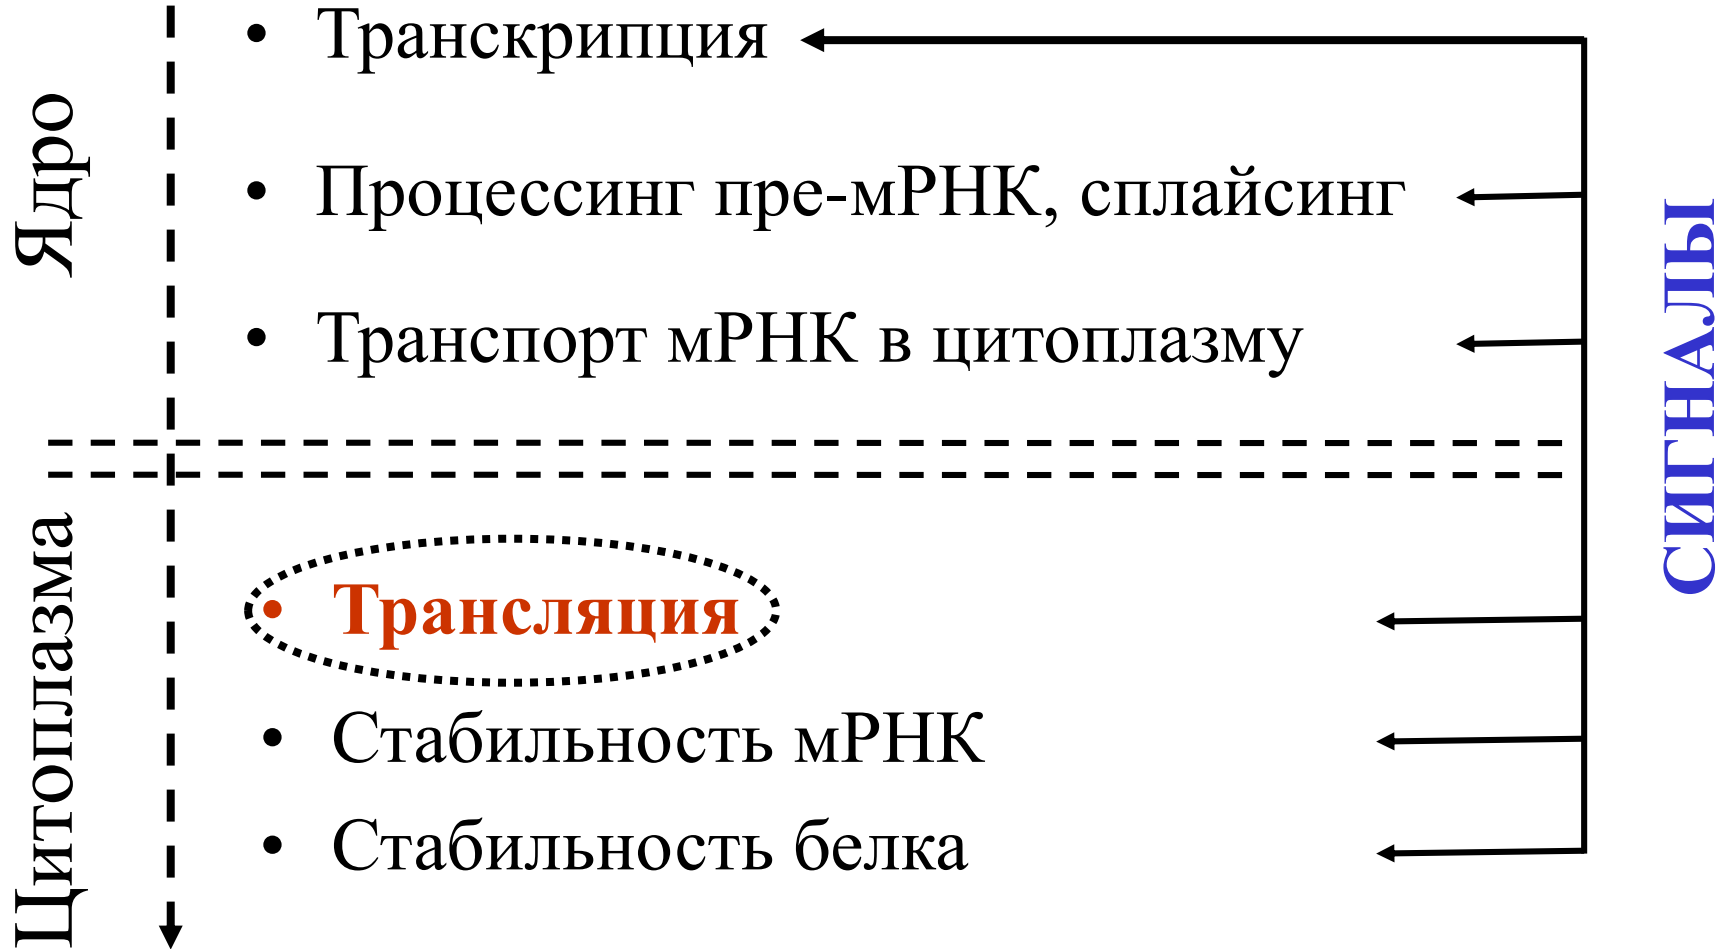 Ядро
• Транскрипция
• Процессинг пре-мРНК, сплайсинг
• Транспорт мРНК в цитоплазму
Цитоплазма
• Трансляция
• Стабильность мРНК
• Стабильность белка
СИГНАЛЫ